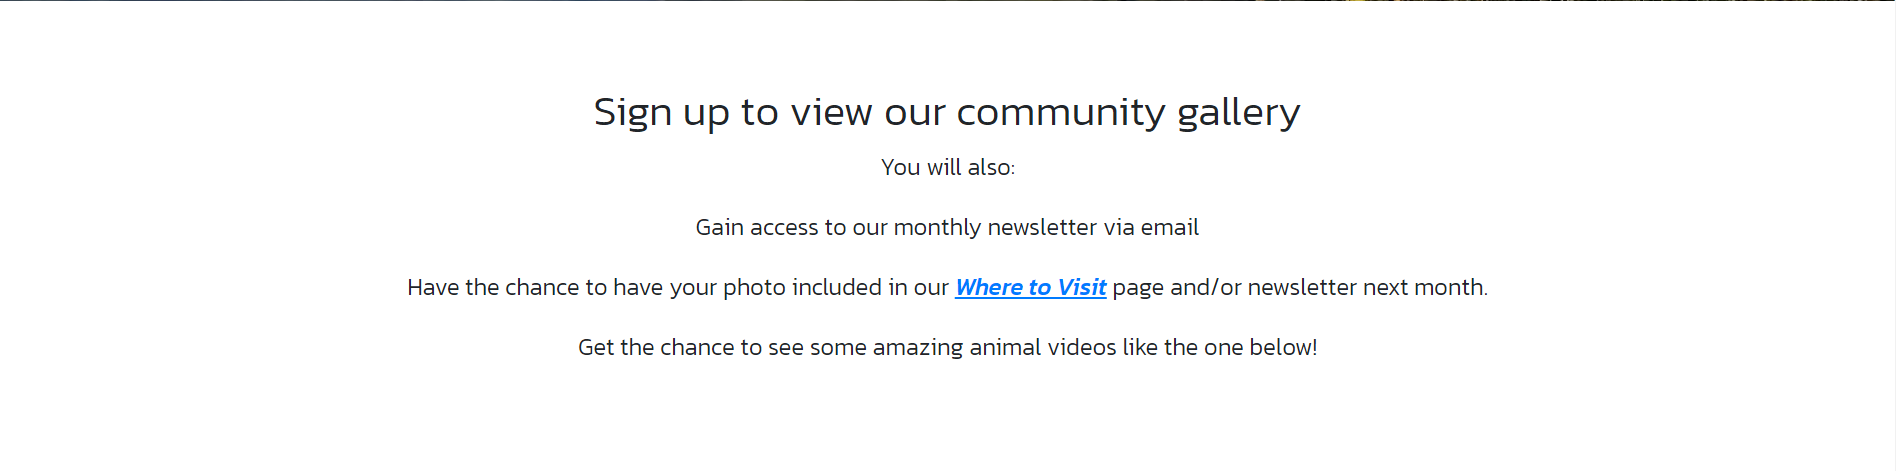 Sign up to view our community gallery
You will also:
Gain access to our monthly newsletter via email
Have the chance to have your photo included in our Where to Visit page and/or newsletter next month.
Get the chance to see some amazing animal videos like the one below!